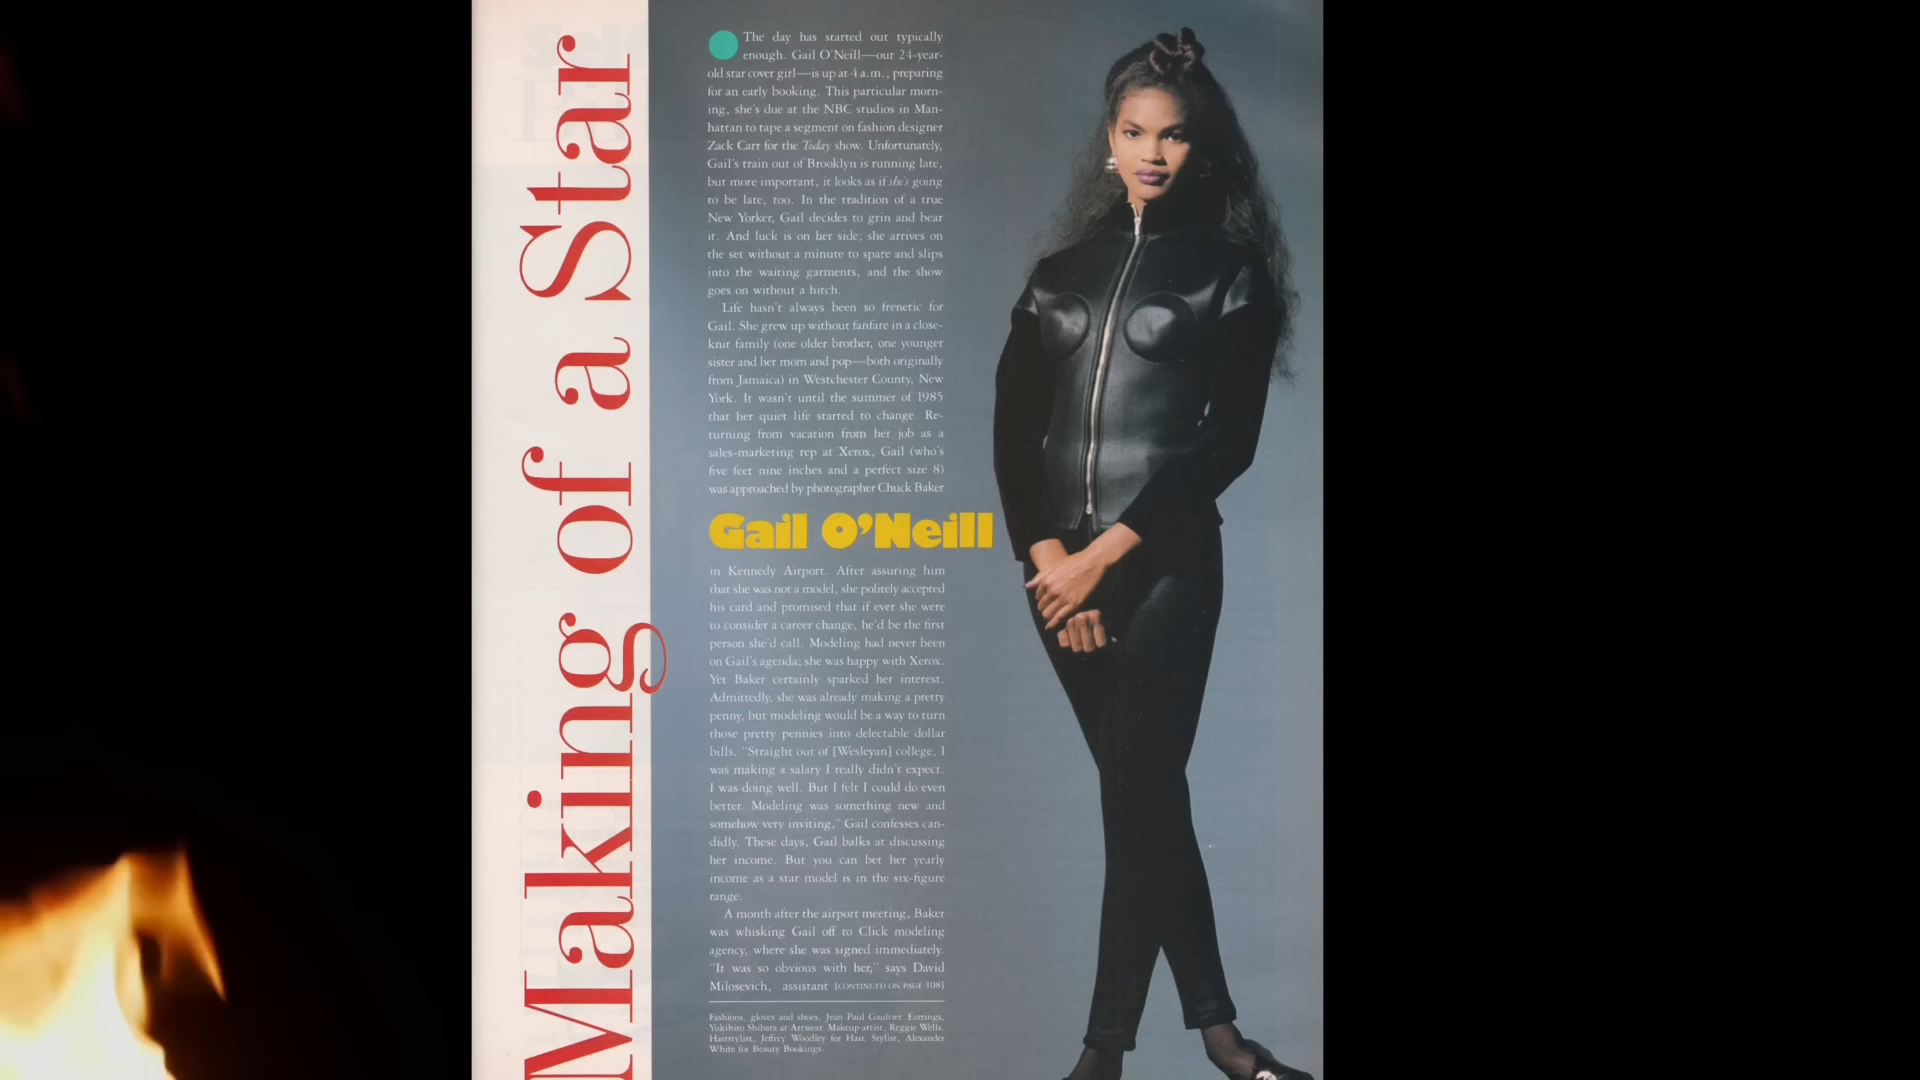 Making of a Star
The day has started out typically
enough. Gail O'Neill—our 24-year-
old star cover girl—is up at 4 a.m., preparing
for an early booking. This particular morn-
ing, she's due at the NBC studios in Man-
hattan to tape a segment on fashion designer
Zack Carr for the Today show. Unfortunately,
Gail's train out of Brooklyn is running late,
but more important, it looks as if she's going
to be late, too. In the tradition of a true
New Yorker, Gail decides to grin and bear
it. And luck is on her side; she arrives on
the set without a minute to spare and slips
into the waiting garments, and the show
goes on without a hitch.
Life hasn't always been so frenetic for
Gail. She grew up without fanfare in a close-
knit family (one older brother, one younger
sister and her mom and pop—both originally
from Jamaica) in Westchester County, New
York. It wasn't until the summer of 1985
that her quiet life started to change. Re-
turning from vacation from her job as a
sales-marketing rep at Xerox, Gail (who's
five feet nine inches and a perfect size 8)
was approached by photographer Chuck Baker
Gail O'Neill
in Kennedy Airport. After assuring him
that she was not a model, she politely accepted
his card and promised that if ever she were
to consider a career change, he'd be the first
person she'd call. Modeling had never been
on Gail's agenda; she was happy with Xerox.
Yet Baker certainly sparked her interest.
Admittedly, she was already making a pretty
penny, but modeling would be a way to turn
those pretty pennies into delectable dollar
bills. "Straight out of [Wesleyan] college, I
was making a salary I really didn't expect.
I was doing well. But I felt I could do even
better. Modeling was something new and
somehow very inviting," Gail confesses can-
didly. These days, Gail balks at discussing
her income. But you can bet her yearly
income as a star model is in the six-figure
range.
A month after the airport meeting, Baker
was whisking Gail off to Click modeling
agency, where she was signed immediately.
"It was so obvious with her," says David
Milosevich, assistant [CONTINUED ON PAGE 108]
Fashions, gloves and shoes, Jean Paul Gaultier. Earrings,
Yukihiro Shibata at Artwear. Makeup artist, Reggie Wells.
Hairstylist, Jeffrey Woodley for Hair. Stylist, Alexander
White for Beauty Bookings